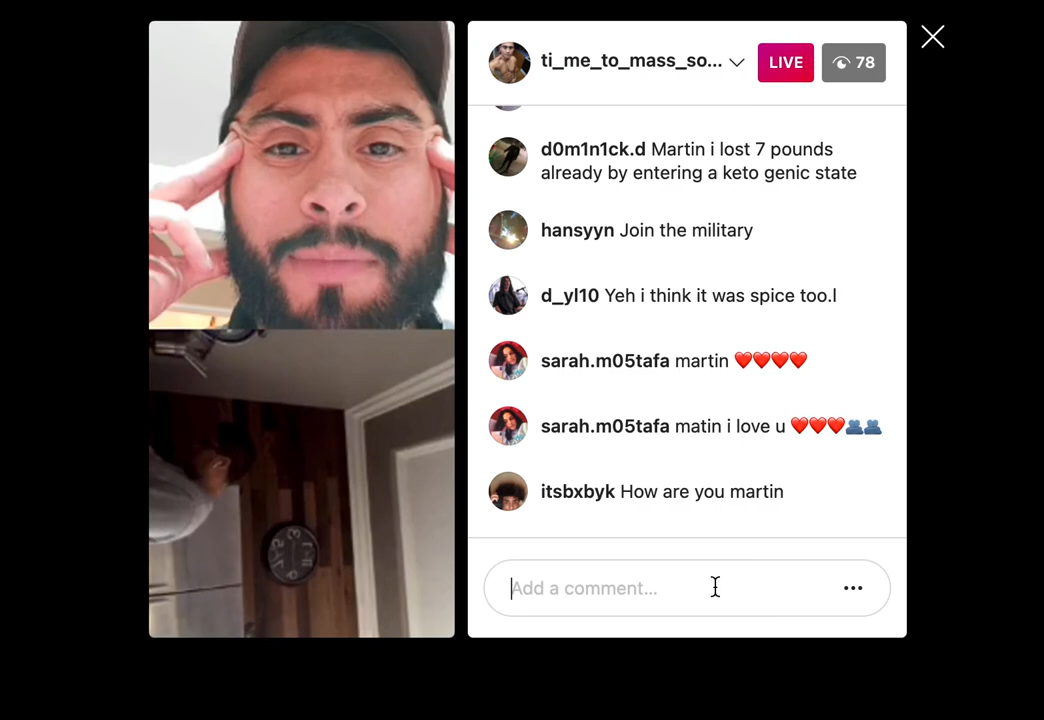 ti_me_to_mass_so...
LIVE
78
d0m1n1ck.d Martin i lost 7 pounds
already by entering a keto genic state
hansyyn Join the military
d_yl10 Yeh i think it was spice too.l
sarah.m05tafa martin ❤️❤️❤️❤️
sarah.m05tafa matin i love u ❤️❤️❤️🫂🫂
itsbxbyk How are you martin
Add a comment...